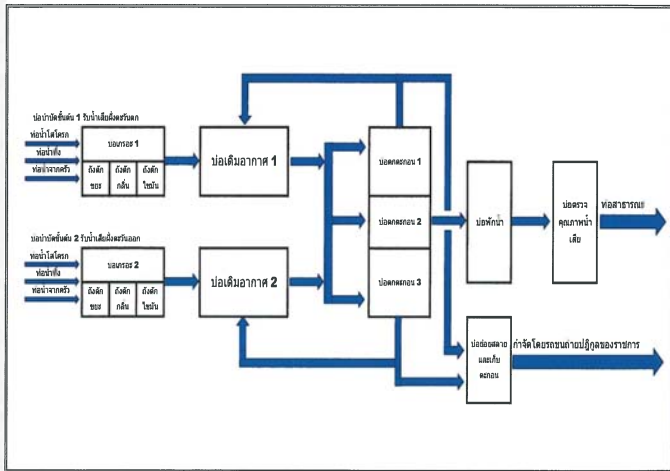 บ่อบำบัดขั้นต้น 1 รับน้ำเสียฝั่งตะวันตก
ท่อน้ำโสโครก
ท่อน้ำทิ้ง
ท่อน้ำจากครัว
บ่อเกรอะ 1
ถังดัก
ขยะ
ถังดัก
กลิ่น
ถังดัก
ไขมัน
บ่อเติมอากาศ 1
บ่อตกตะกอน 1
บ่อตกตะกอน 2
บ่อตกตะกอน 3
บ่อพักน้ำ
บ่อตรวจ
คุณภาพน้ำ
เสีย
ท่อสาธารณะ
บ่อบำบัดขั้นต้น 2 รับน้ำเสียฝั่งตะวันออก
ท่อน้ำโสโครก
ท่อน้ำทิ้ง
ท่อน้ำจากครัว
บ่อเกรอะ 2
ถังดัก
ขยะ
ถังดัก
กลิ่น
ถังดัก
ไขมัน
บ่อเติมอากาศ 2
บ่อย่อยสลาย
และเก็บ
ตะกอน
กำจัดโดยรถขนถ่ายปฏิกูลของราชการ